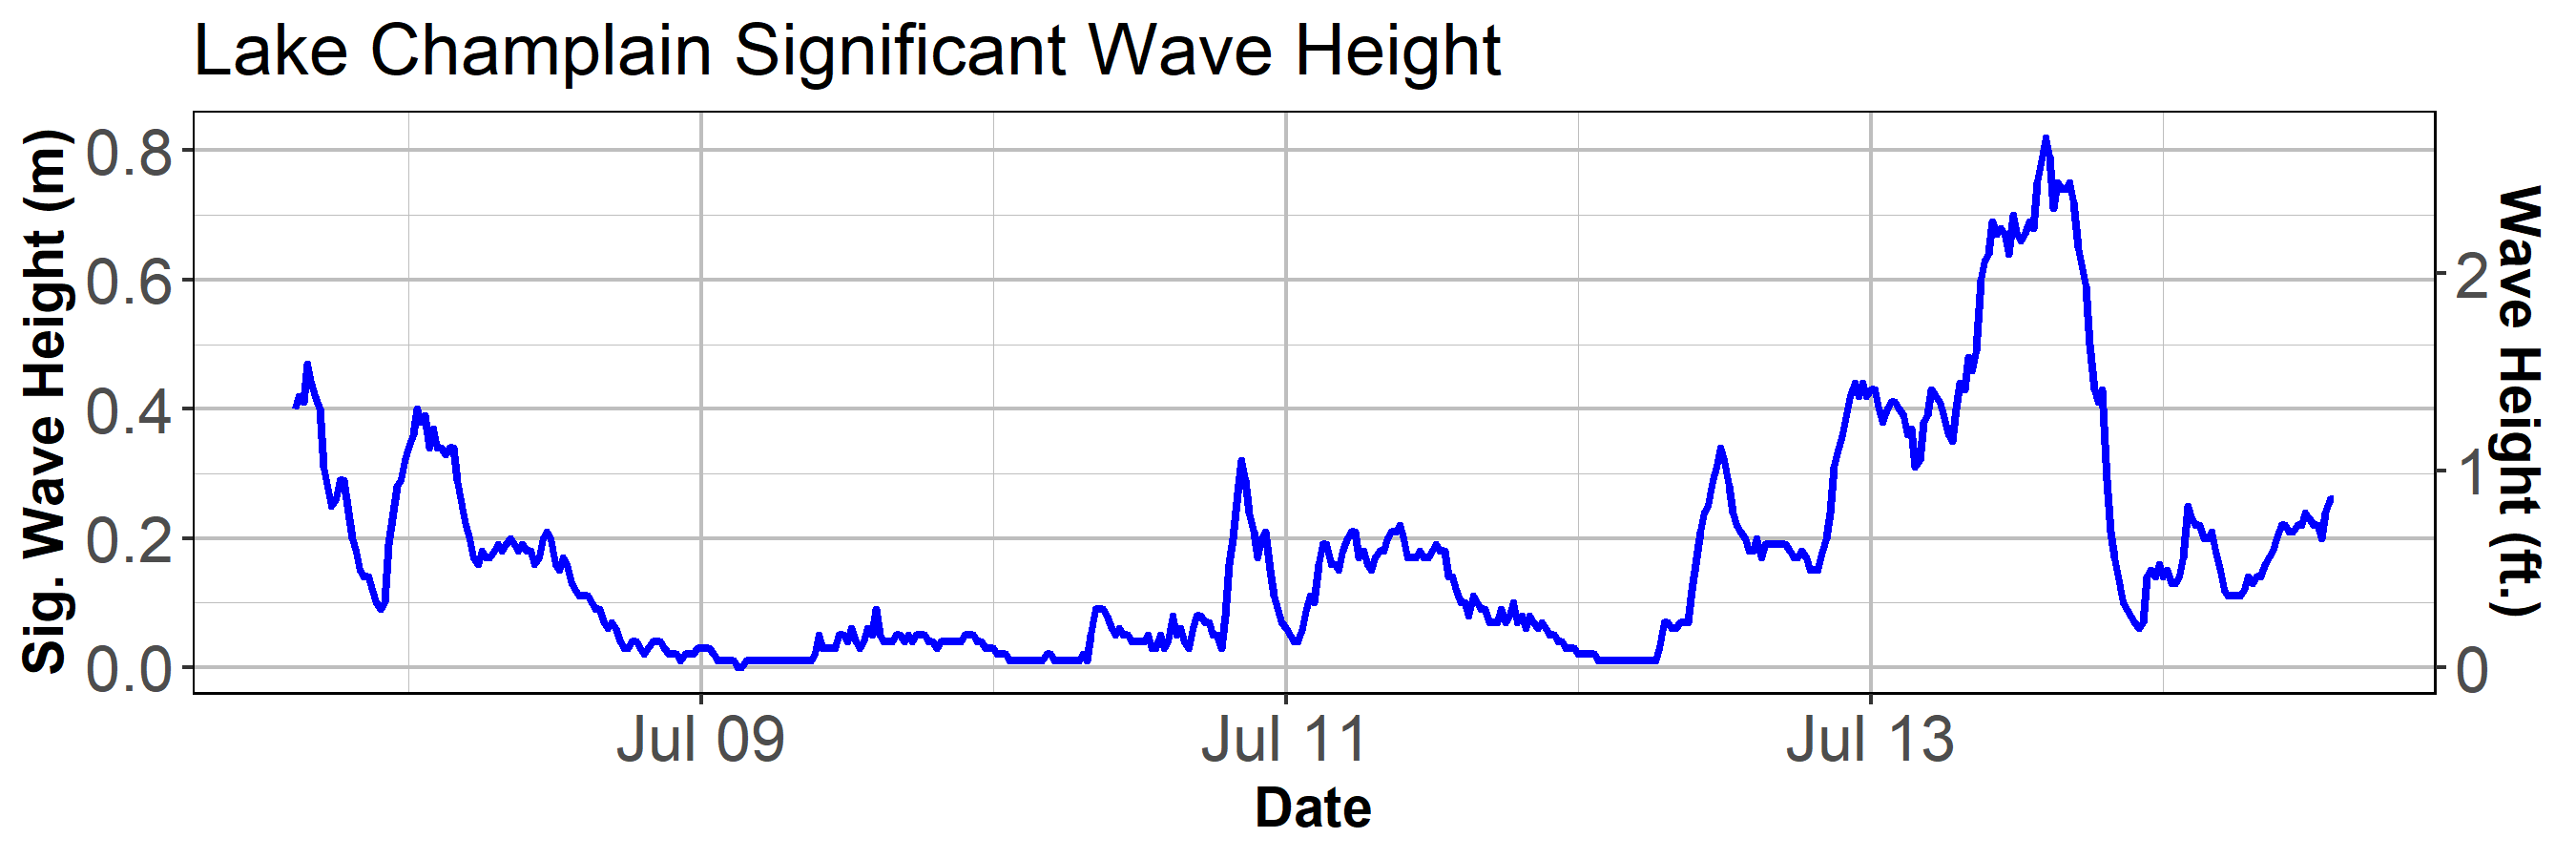 Lake Champlain Significant Wave Height
Sig. Wave Height (m)
0.8
0.6
0.4
0.2
0.0
Wave Height (ft.)
2
1
0
Jul 09
Jul 11
Jul 13
Date